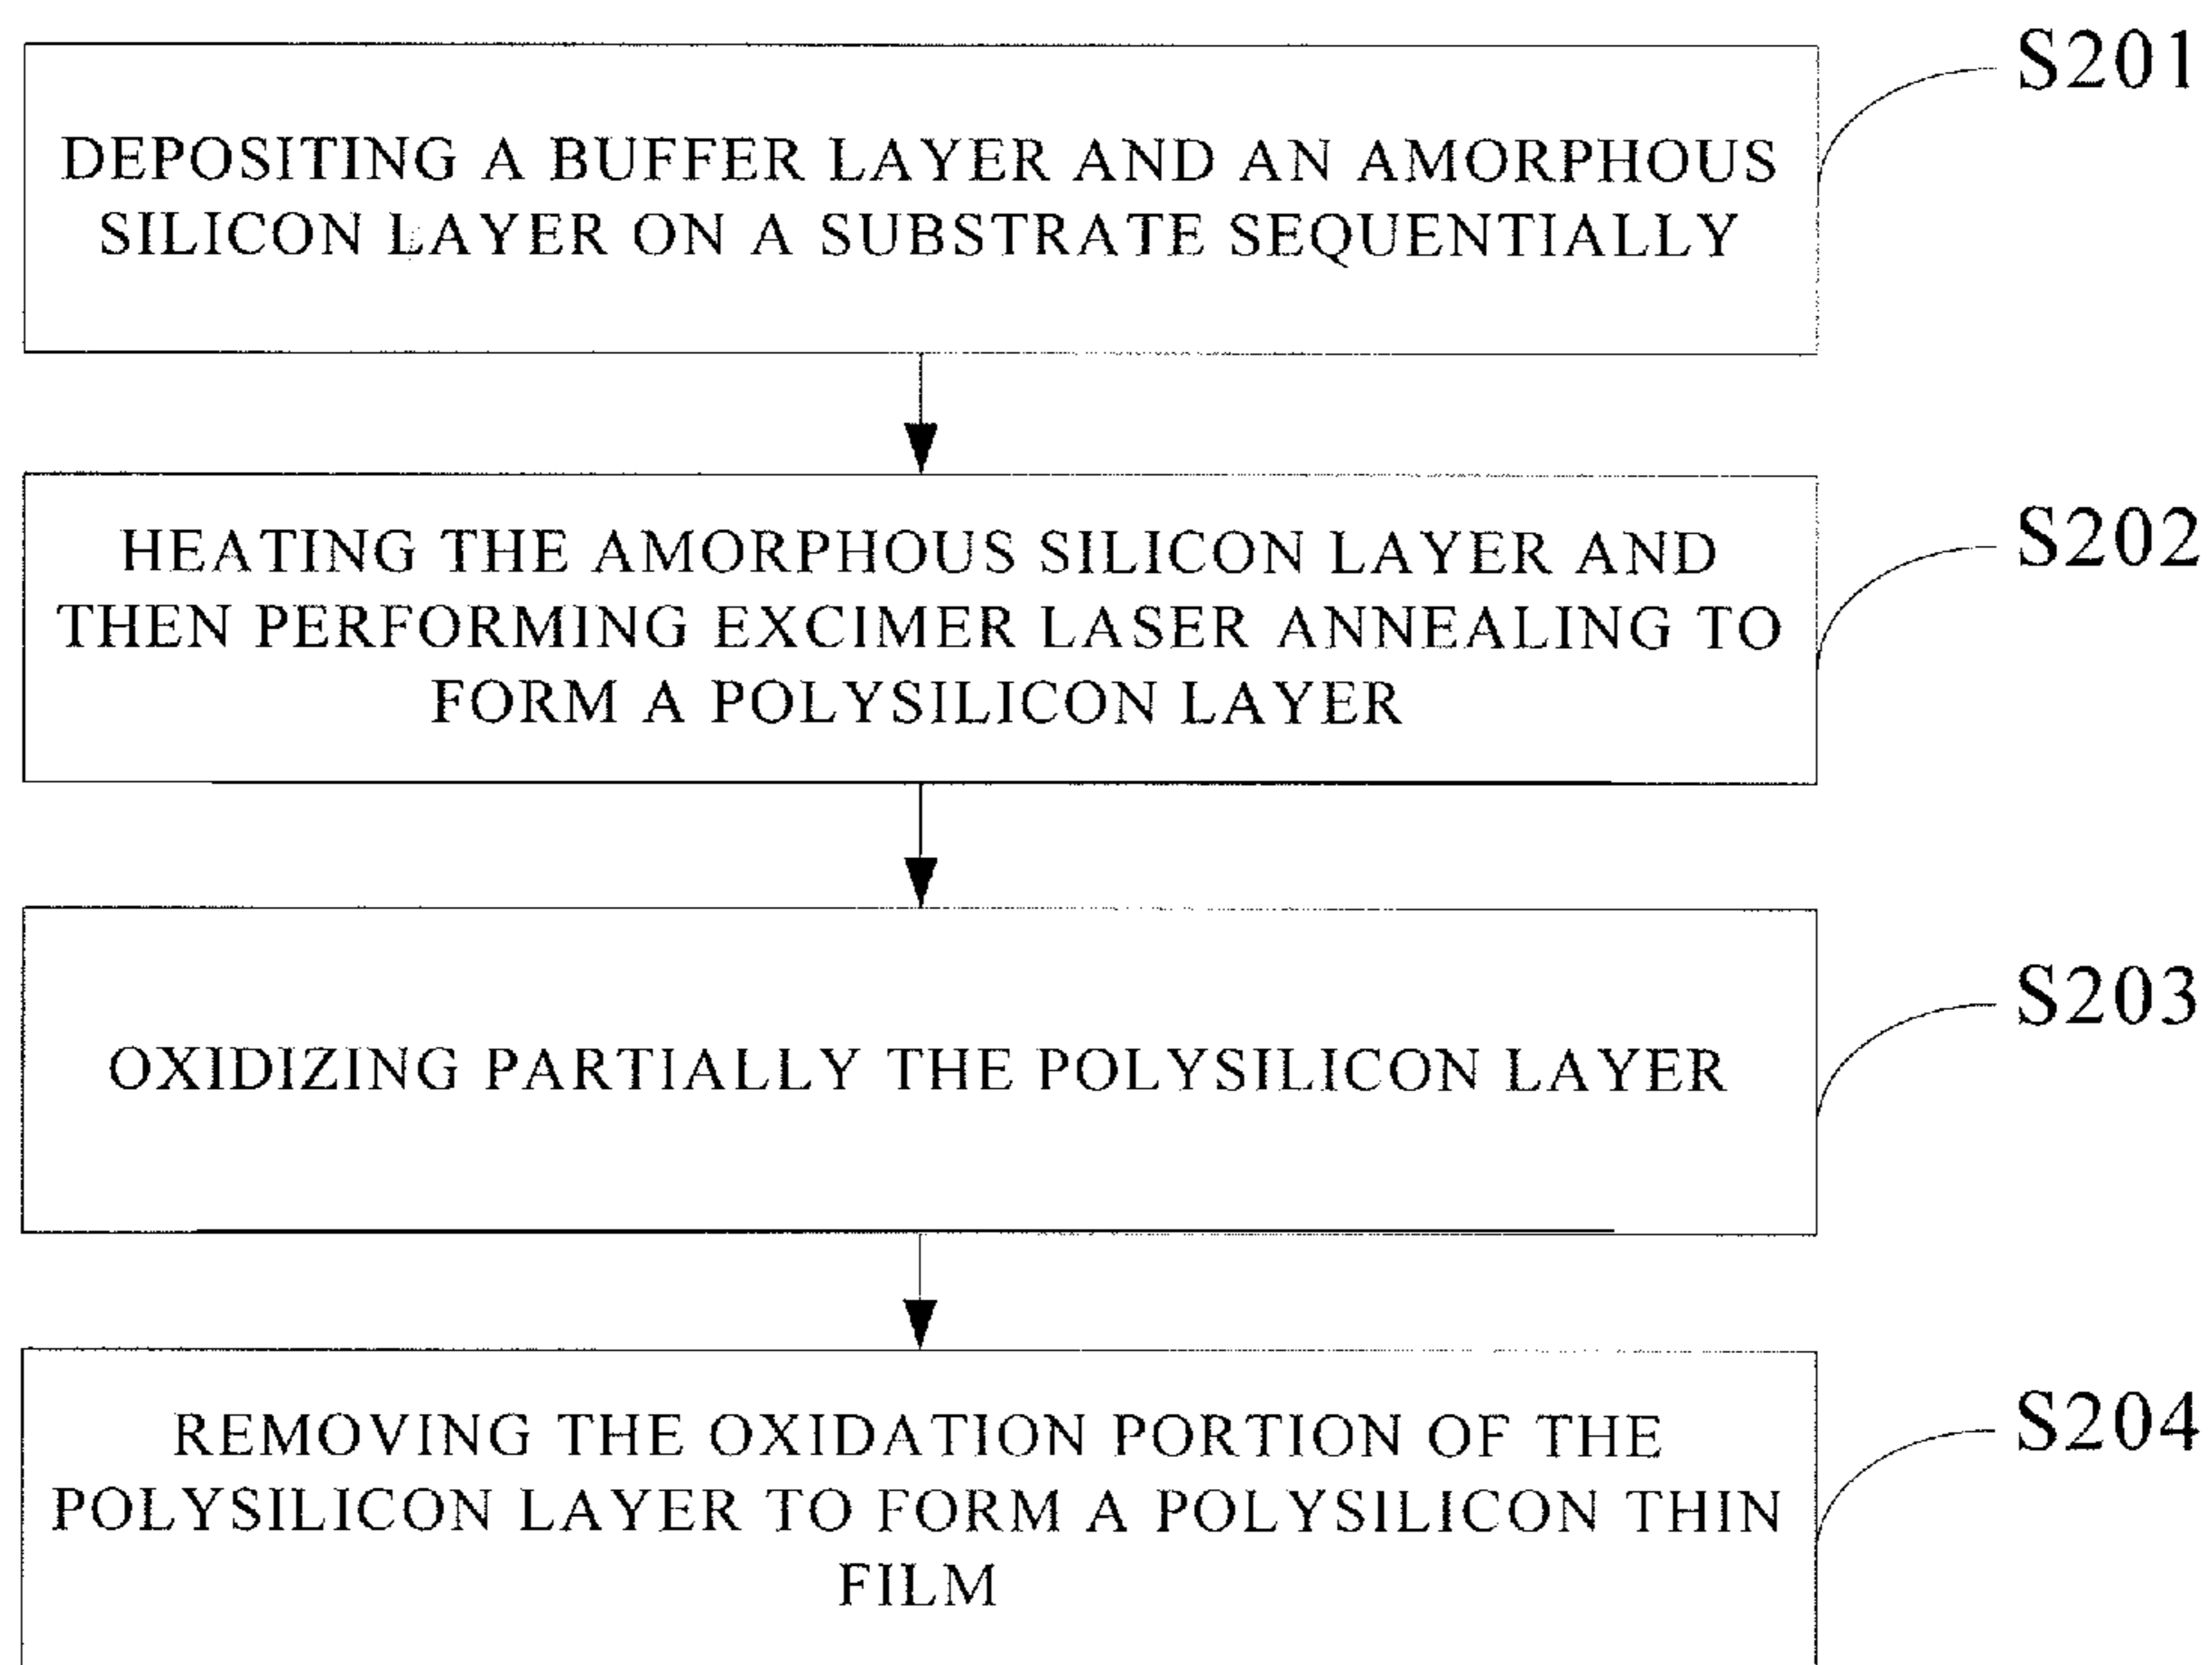 S201
DEPOSITING A BUFFER LAYER AND AN AMORPHOUS
SILICON LAYER ON A SUBSTRATE SEQUENTIALLY
S202
HEATING THE AMORPHOUS SILICON LAYER AND
THEN PERFORMING EXCIMER LASER ANNEALING TO
FORM A POLYSILICON LAYER
S203
OXIDIZING PARTIALLY THE POLYSILICON LAYER
S204
REMOVING THE OXIDATION PORTION OF THE
POLYSILICON LAYER TO FORM A POLYSILICON THIN
FILM